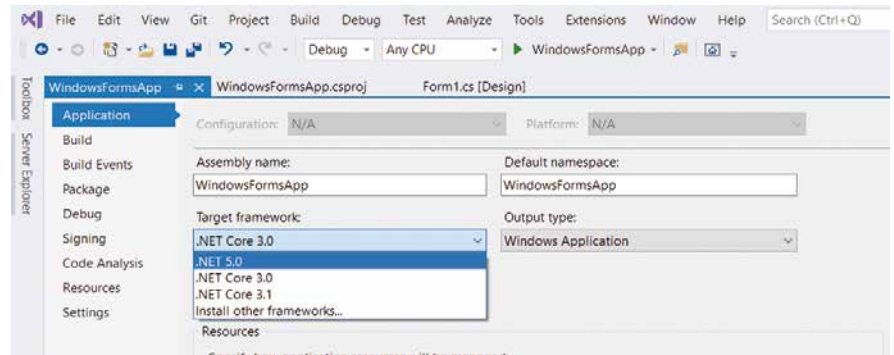 File Edit View Git Project Build Debug Test Analyze Tools Extensions Window Help Search (Ctrl+Q)
Debug Any CPU WindowsFormsApp
Toolbox
Server Explorer
WindowsFormsApp WindowsFormsApp.csproj Form1.cs [Design]
Application
Build
Build Events
Package
Debug
Signing
Code Analysis
Resources
Settings
Configuration: N/A Platform: N/A
Assembly name: Default namespace:
WindowsFormsApp WindowsFormsApp
Target framework: Output type:
.NET Core 3.0 Windows Application
.NET 5.0
.NET Core 3.0
.NET Core 3.1
Install other frameworks...
Resources